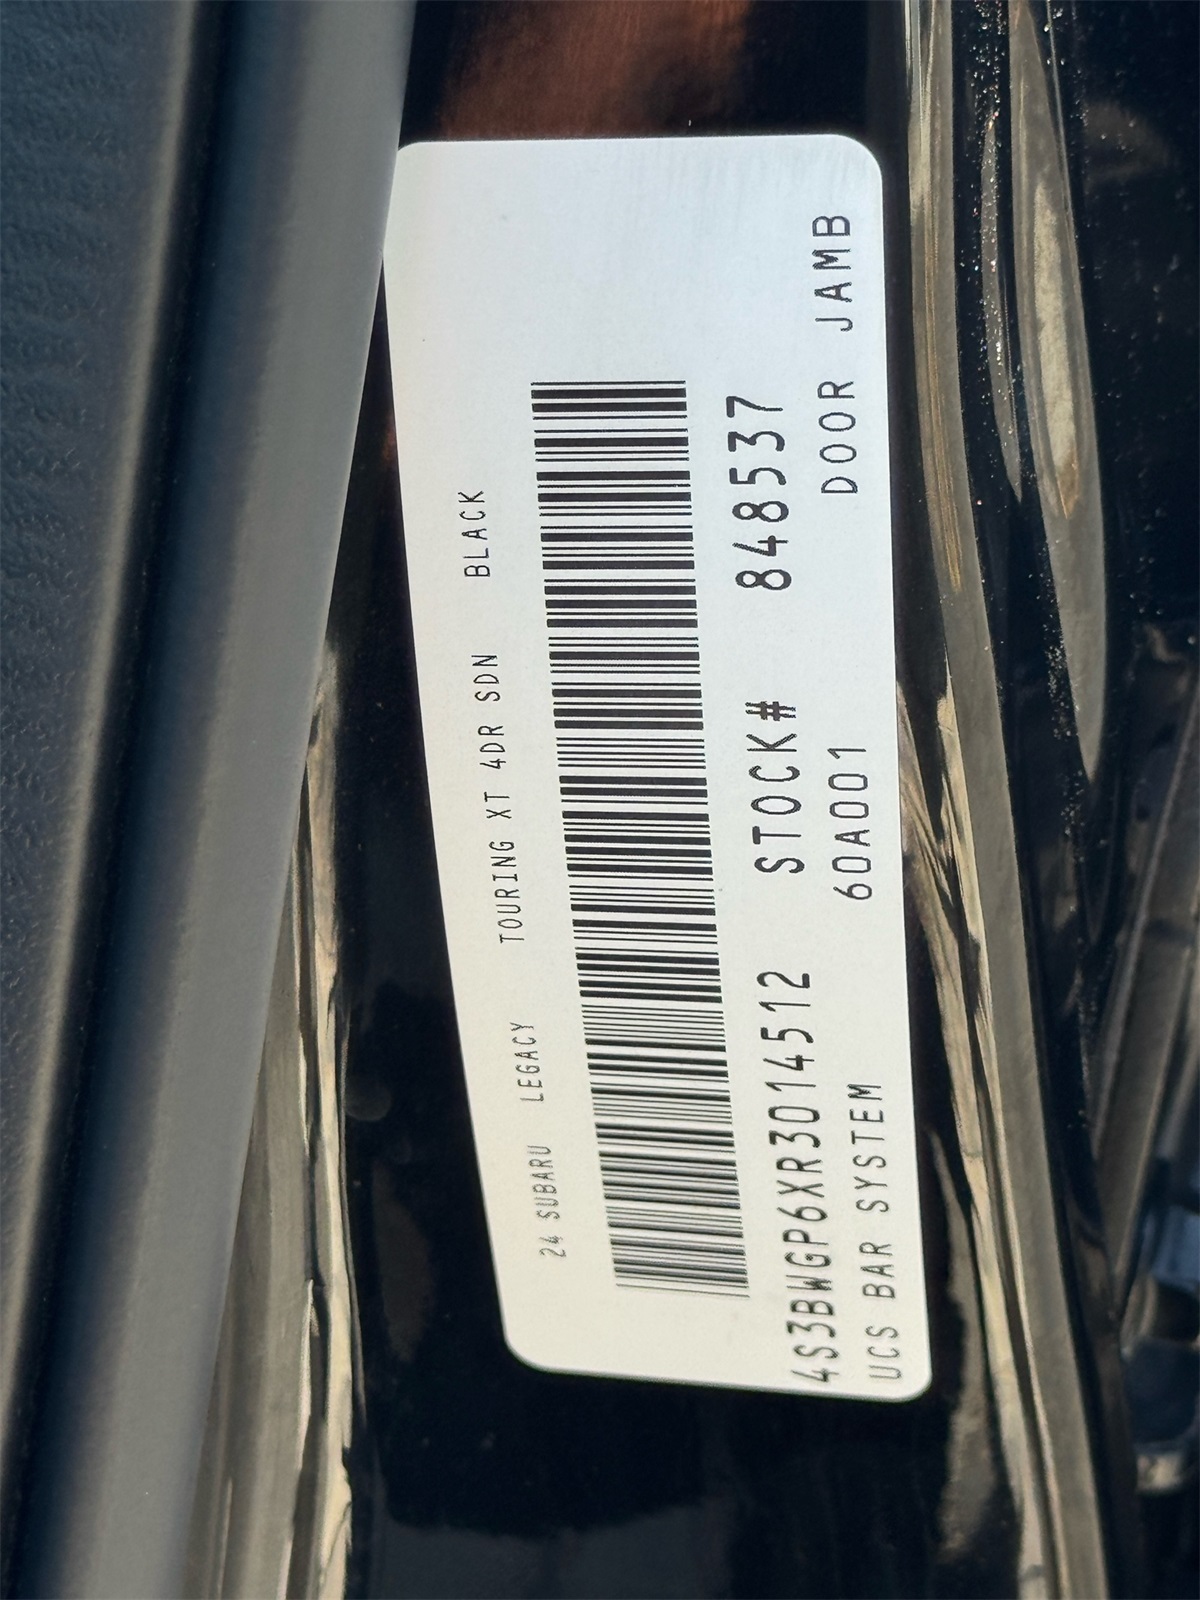 24 SUBARU LEGACY TOURING XT 4DR SDN BLACK
4S3BWGP6XR3014512 STOCK# 848537
UCS BAR SYSTEM 60A001 DOOR JAMB